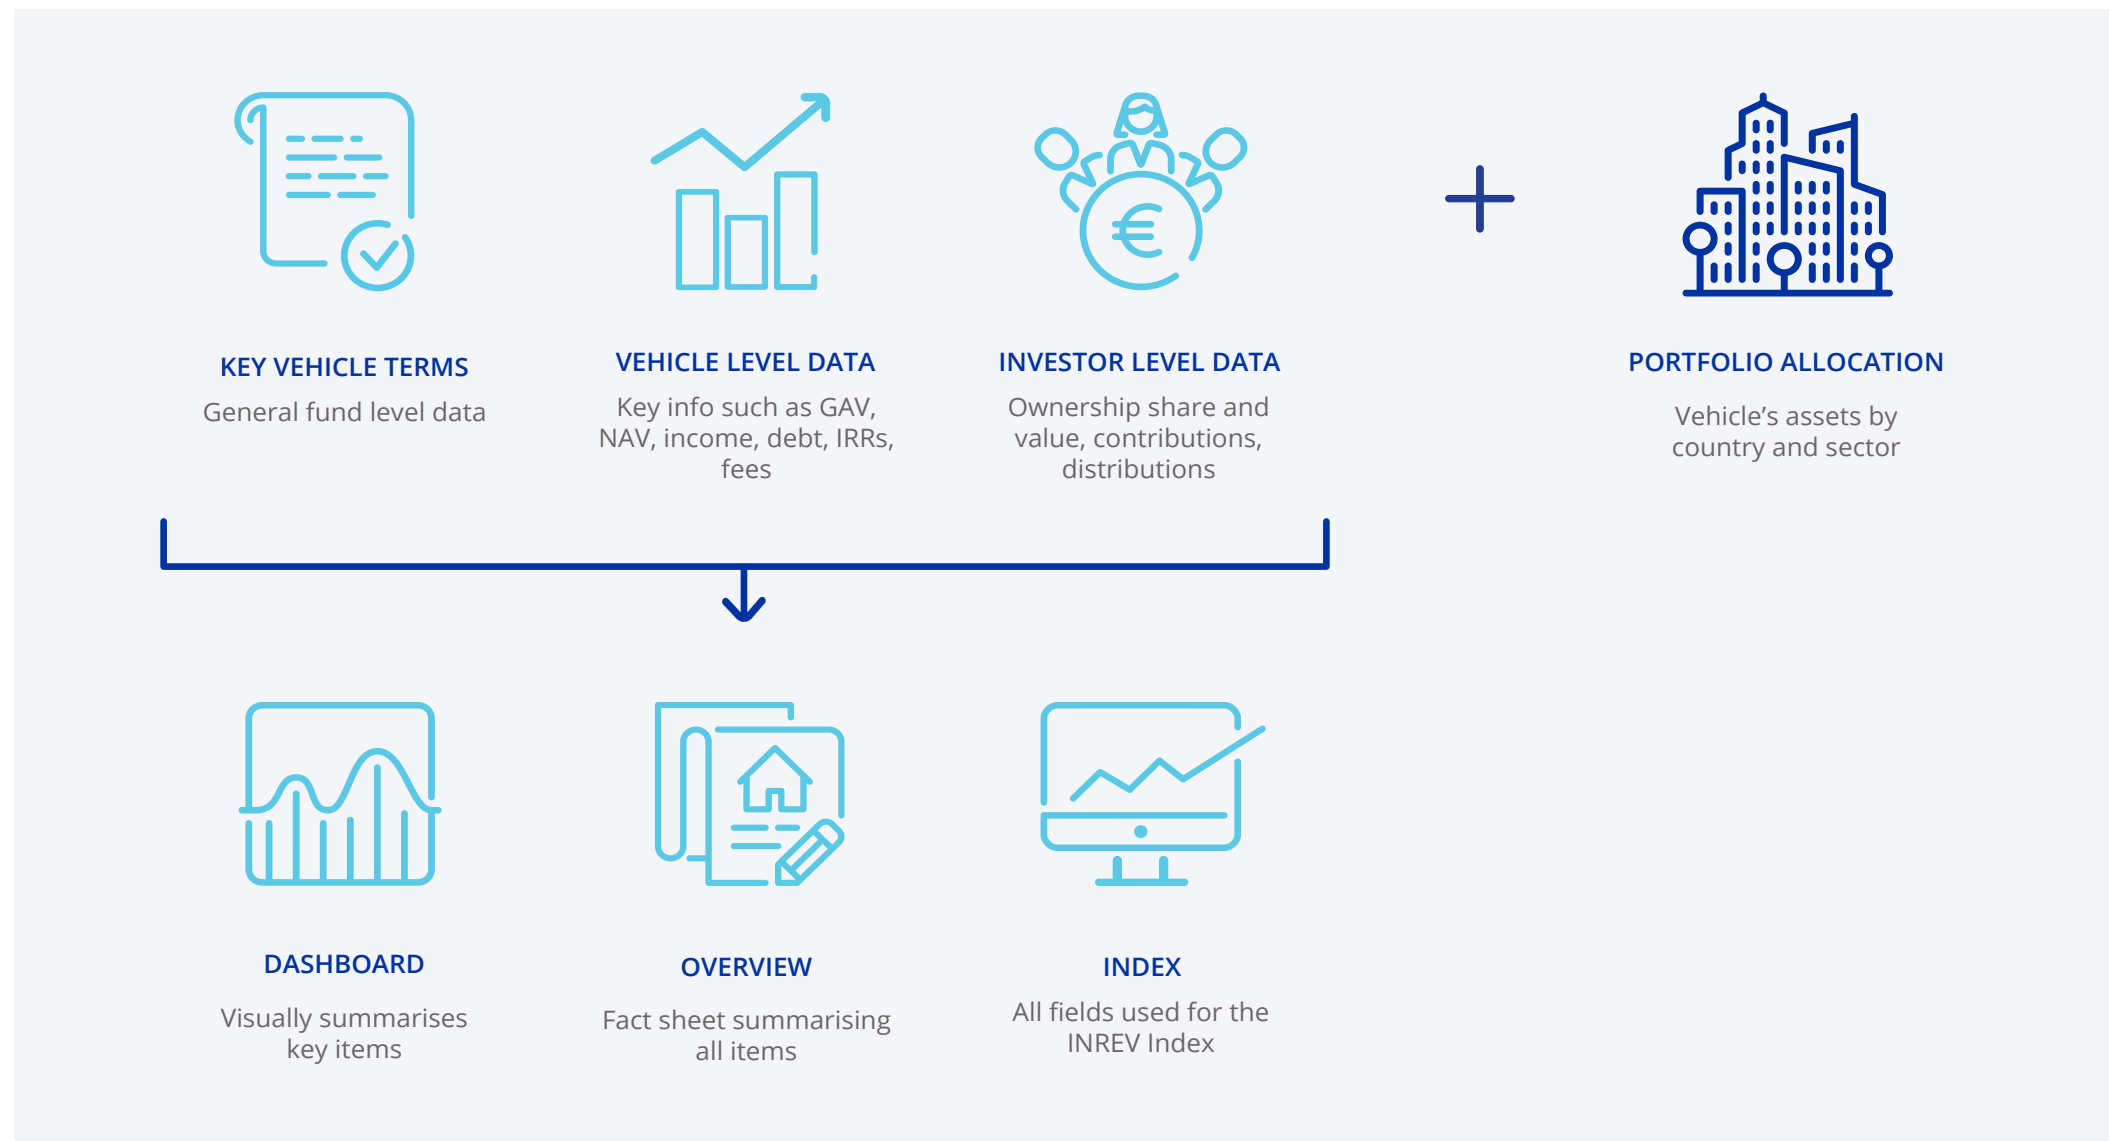 KEY VEHICLE TERMS
General fund level data
VEHICLE LEVEL DATA
Key info such as GAV,
NAV, income, debt, IRRs,
fees
INVESTOR LEVEL DATA
Ownership share and
value, contributions,
distributions
PORTFOLIO ALLOCATION
Vehicle’s assets by
country and sector
DASHBOARD
Visually summarises
key items
OVERVIEW
Fact sheet summarising
all items
INDEX
All fields used for the
INREV Index